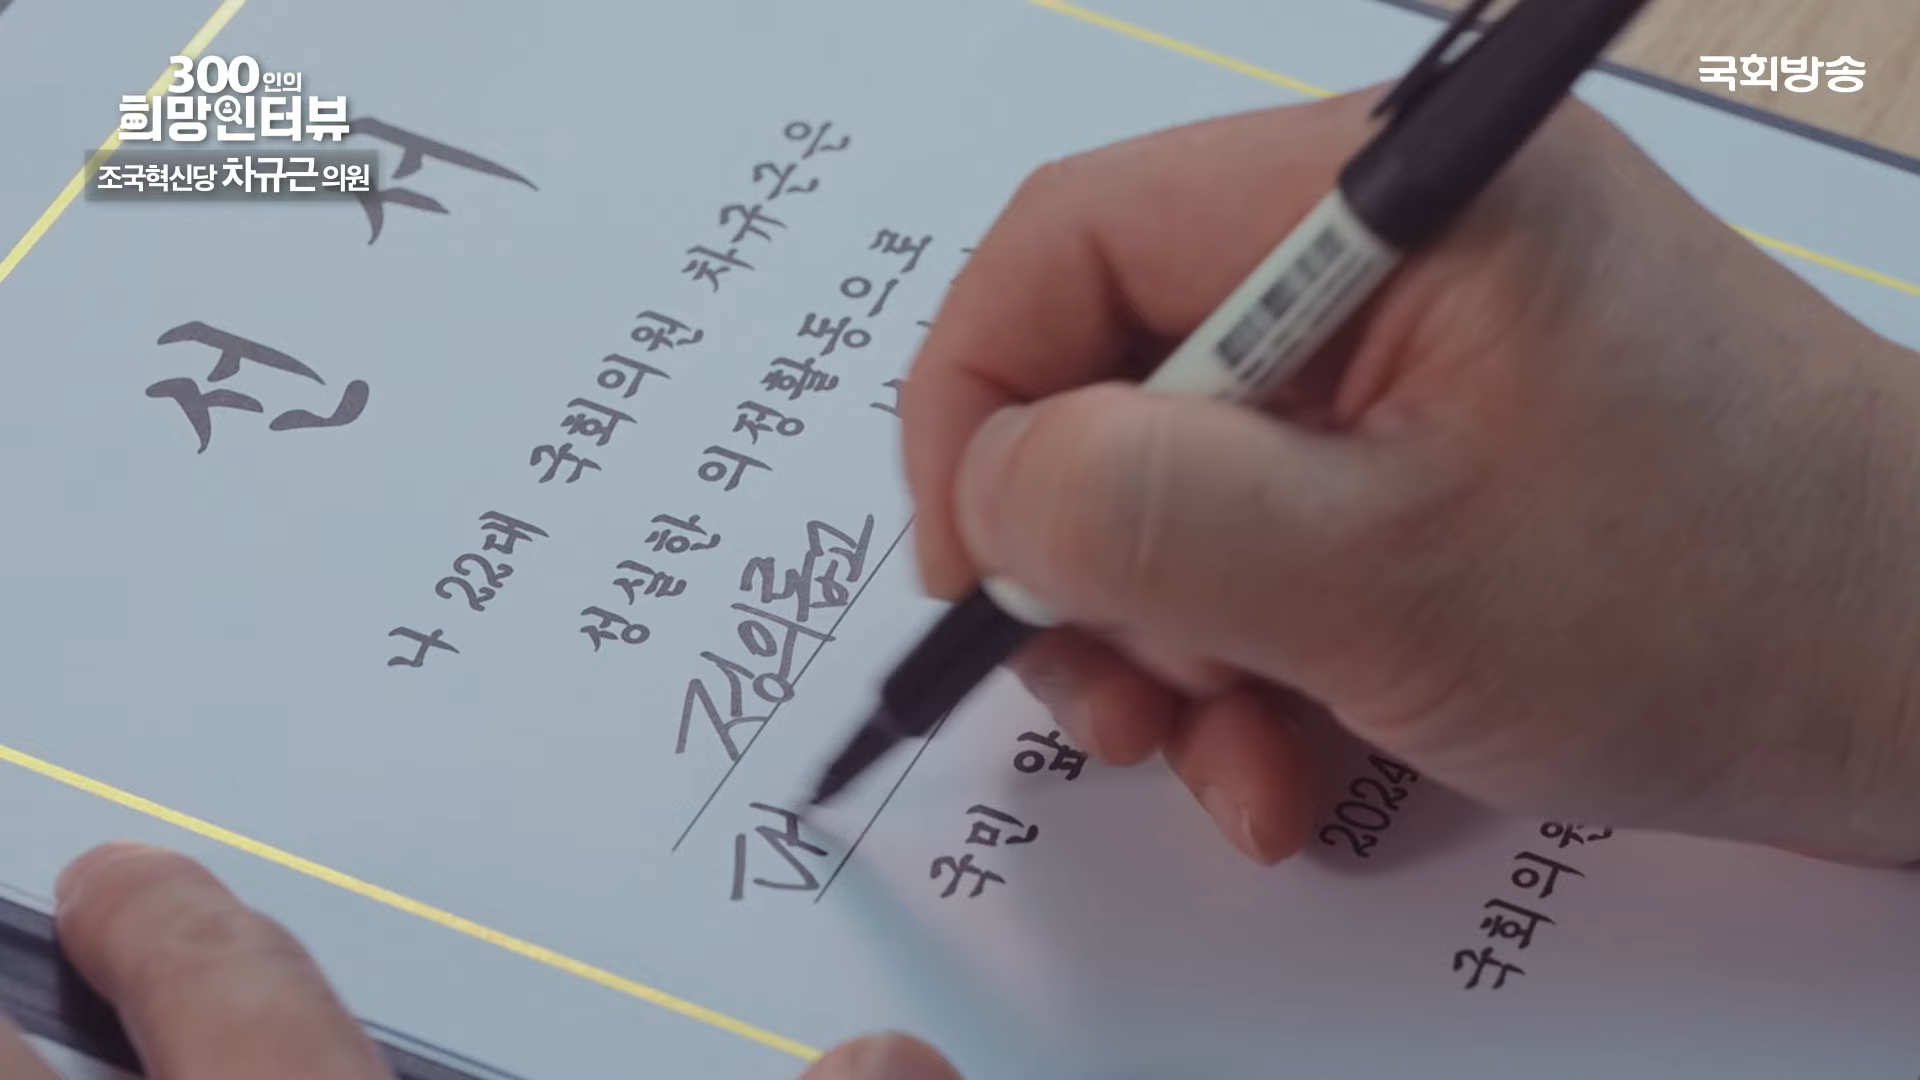 300인의
희망인터뷰
조국혁신당 차규근 의원
국회방송
선 서
나 22대 국회의원 차규근은
성실한 의정활동으로
정의롭고
국민 앞
2024
국회의원